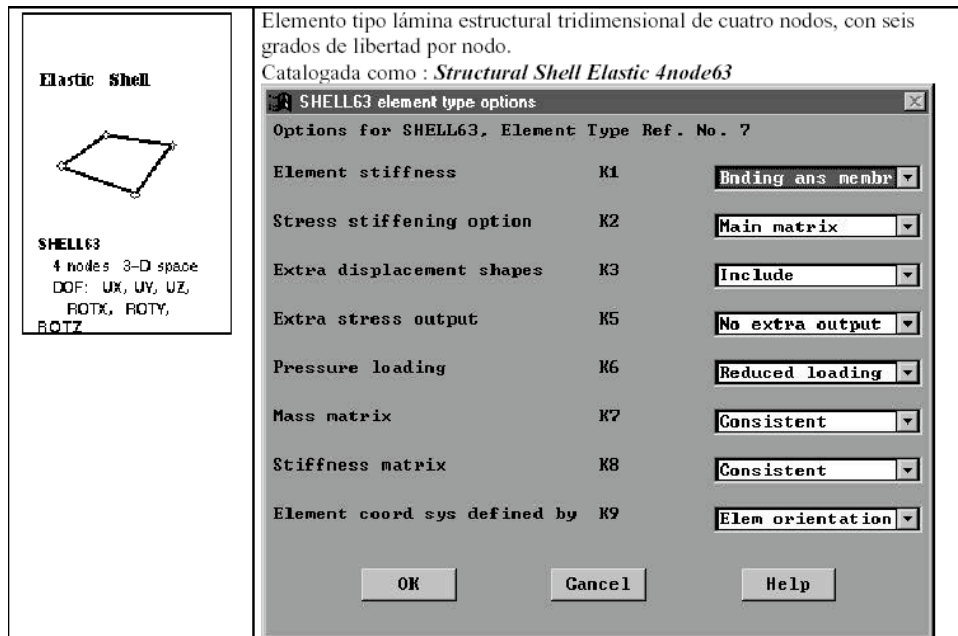 Elastic Shell
SHELL63
4 nodes 3-D space
DOF: UX, UY, UZ,
ROTX, ROTY,
ROTZ
Elemento tipo lámina estructural tridimensional de cuatro nodos, con seis
grados de libertad por nodo.
Catalogada como : Structural Shell Elastic 4node63
SHELL63 element type options
Options for SHELL63, Element Type Ref. No. 7
Element stiffness K1 Bnding ans membr
Stress stiffening option K2 Main matrix
Extra displacement shapes K3 Include
Extra stress output K5 No extra output
Pressure loading K6 Reduced loading
Mass matrix K7 Consistent
Stiffness matrix K8 Consistent
Element coord sys defined by K9 Elem orientation
OK Cancel Help